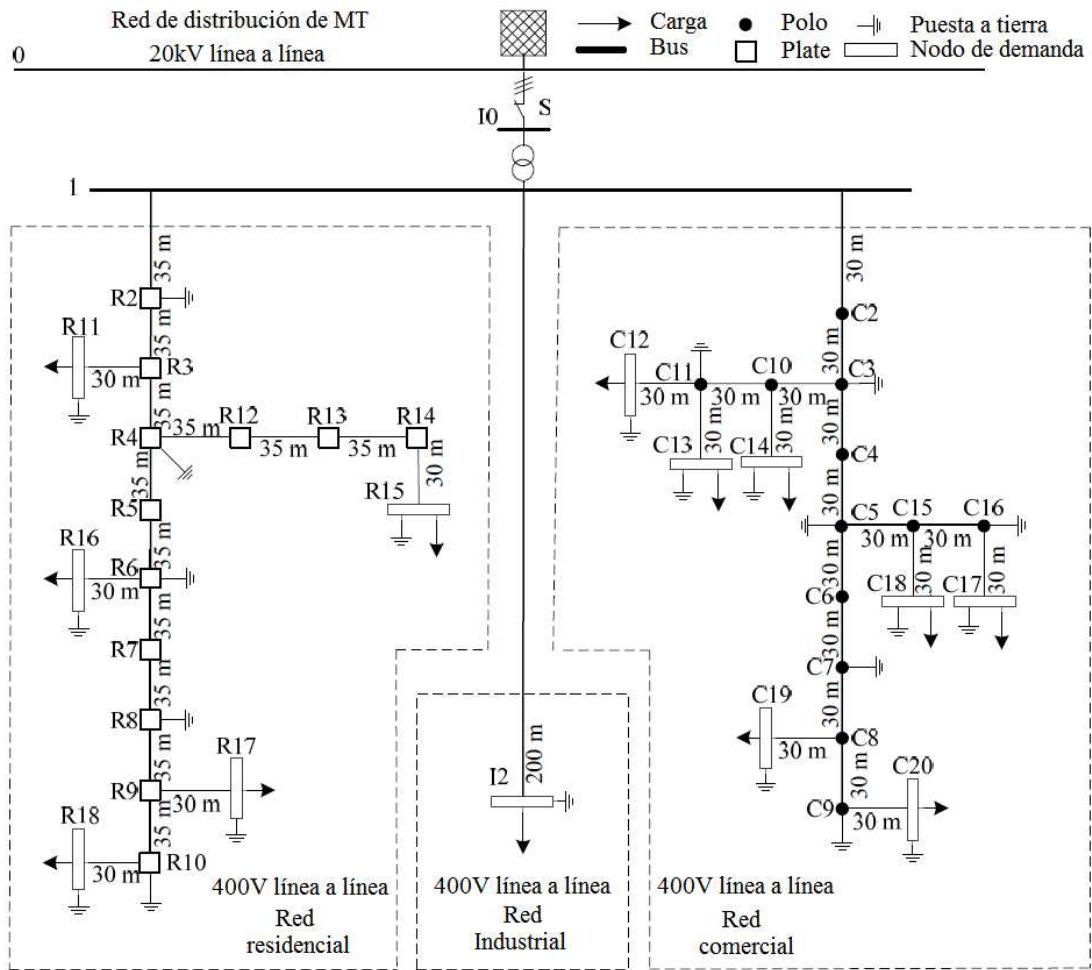 Red de distribución de MT
20kV línea a línea
0
Carga
Bus
Polo
Plate
Puesta a tierra
Nodo de demanda
I0
S
1
35 m
R2
35 m
R11
R3
30 m
35 m
R4
35 m
R12
35 m
R13
35 m
R14
30 m
R15
35 m
R5
35 m
R16
R6
30 m
35 m
R7
35 m
R8
35 m
R17
R9
30 m
35 m
R18
R10
30 m
400V línea a línea
Red
residencial
200 m
I2
400V línea a línea
Red
Industrial
30 m
C2
30 m
C12
C11
C10
C3
30 m
30 m
30 m
30 m
30 m
C13
C14
30 m
C4
30 m
C5
C15
C16
30 m
30 m
30 m
30 m
C18
C17
30 m
C6
30 m
C7
30 m
C19
C8
30 m
30 m
C20
C9
30 m
400V línea a línea
Red
comercial